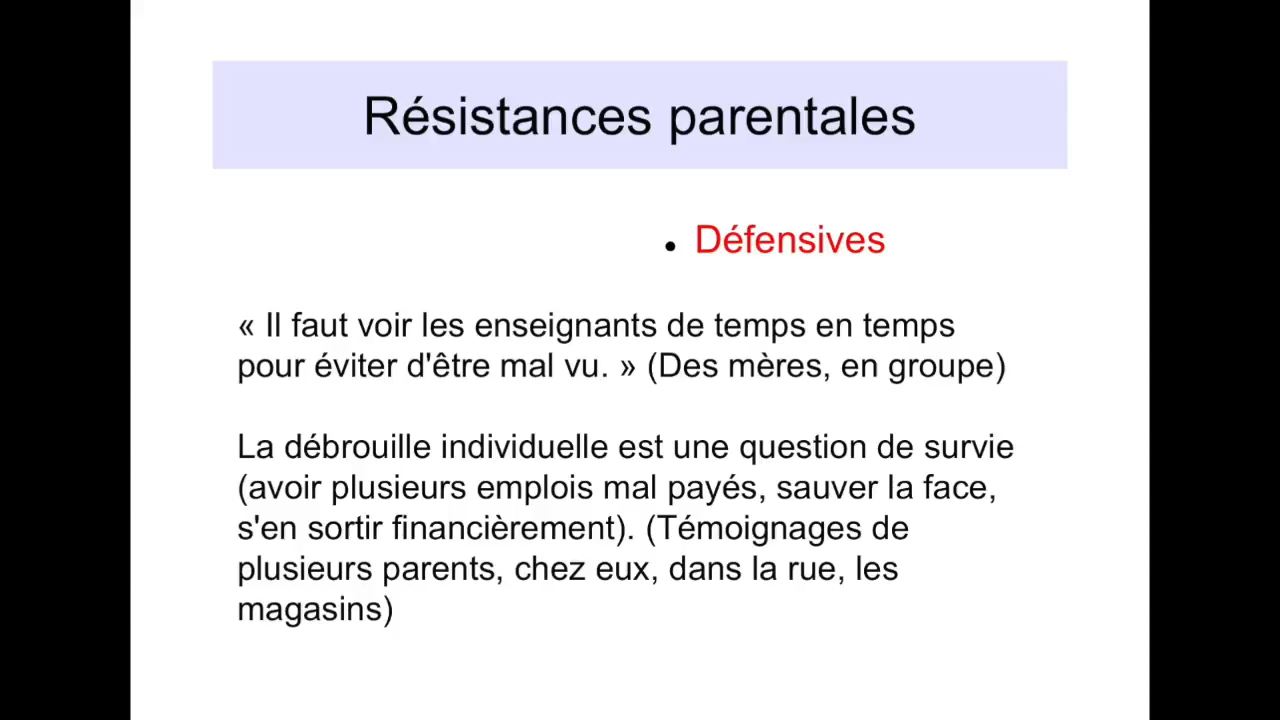 Résistances parentales
• Défensives
« Il faut voir les enseignants de temps en temps
pour éviter d'être mal vu. » (Des mères, en groupe)
La débrouille individuelle est une question de survie
(avoir plusieurs emplois mal payés, sauver la face,
s'en sortir financièrement). (Témoignages de
plusieurs parents, chez eux, dans la rue, les
magasins)